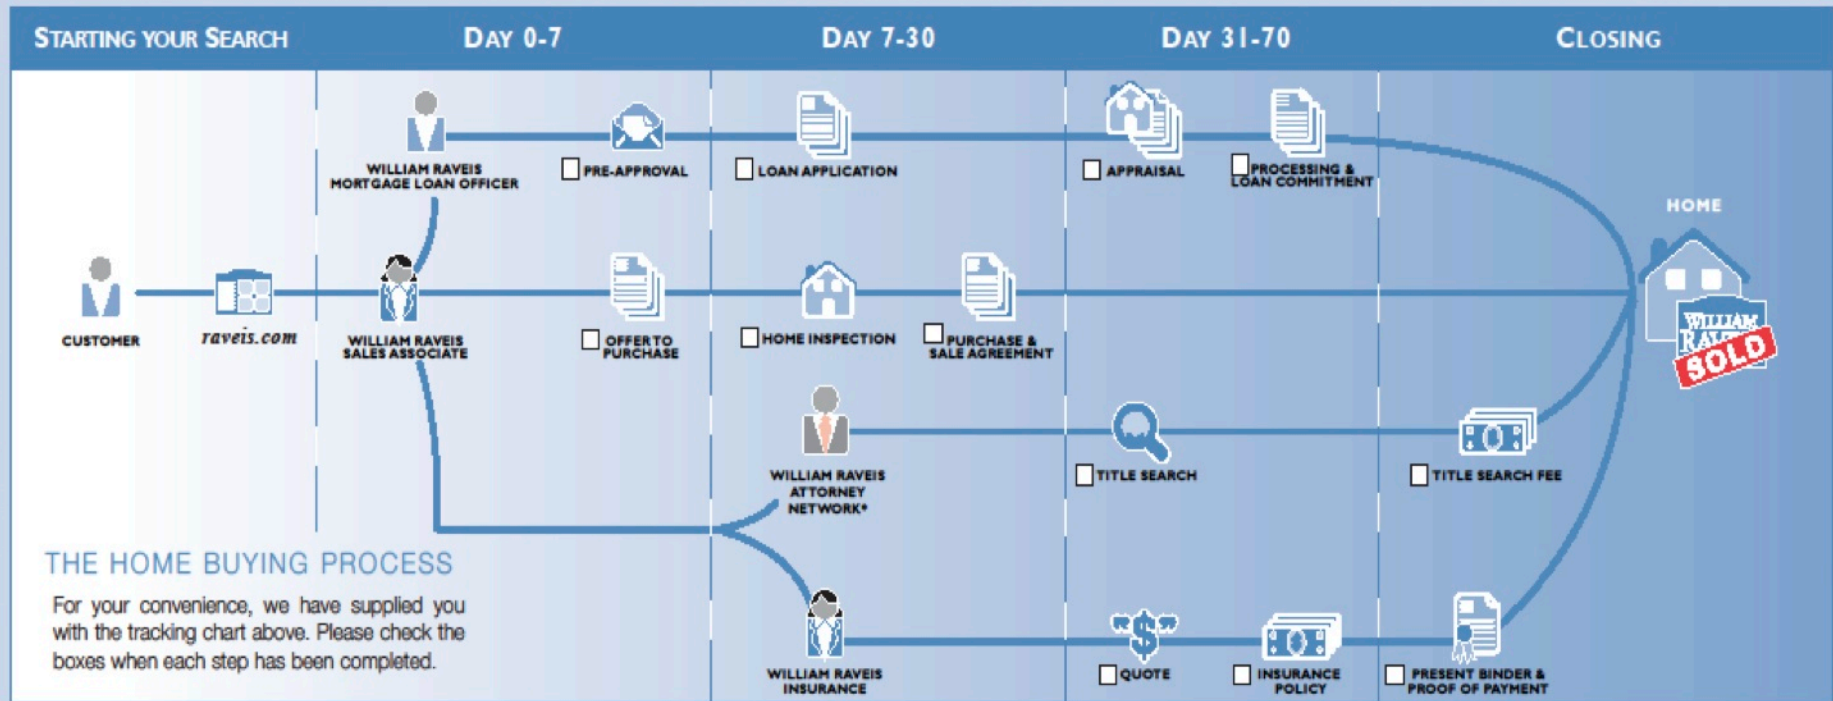 STARTING YOUR SEARCH
DAY 0-7
DAY 7-30
DAY 31-70
CLOSING
WILLIAM RAVEIS
MORTGAGE LOAN OFFICER
PRE-APPROVAL
LOAN APPLICATION
APPRAISAL
PROCESSING &
LOAN COMMITMENT
HOME
CUSTOMER
raveis.com
WILLIAM RAVEIS
SALES ASSOCIATE
OFFER TO
PURCHASE
HOME INSPECTION
PURCHASE &
SALE AGREEMENT
WILLIAM
SOLD
WILLIAM RAVEIS
ATTORNEY
NETWORK*
TITLE SEARCH
TITLE SEARCH FEE
THE HOME BUYING PROCESS
For your convenience, we have supplied you
with the tracking chart above. Please check the
boxes when each step has been completed.
WILLIAM RAVEIS
INSURANCE
"$"
QUOTE
INSURANCE
POLICY
PRESENT BINDER &
PROOF OF PAYMENT